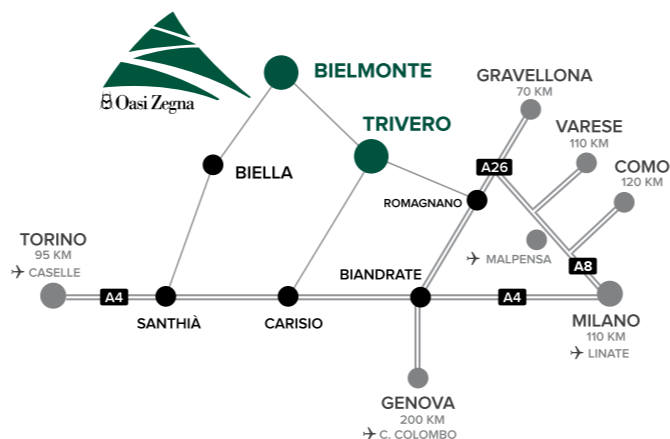 Oasi Zegna
BIELMONTE
TRIVERO
BIELLA
GRAVELLONA
70 KM
VARESE
110 KM
COMO
120 KM
A26
ROMAGNANO
TORINO
95 KM
CASELLE
MALPENSA
BIANDRATE
A8
A4
A4
SANTHIÀ
CARISIO
MILANO
110 KM
LINATE
GENOVA
200 KM
C. COLOMBO